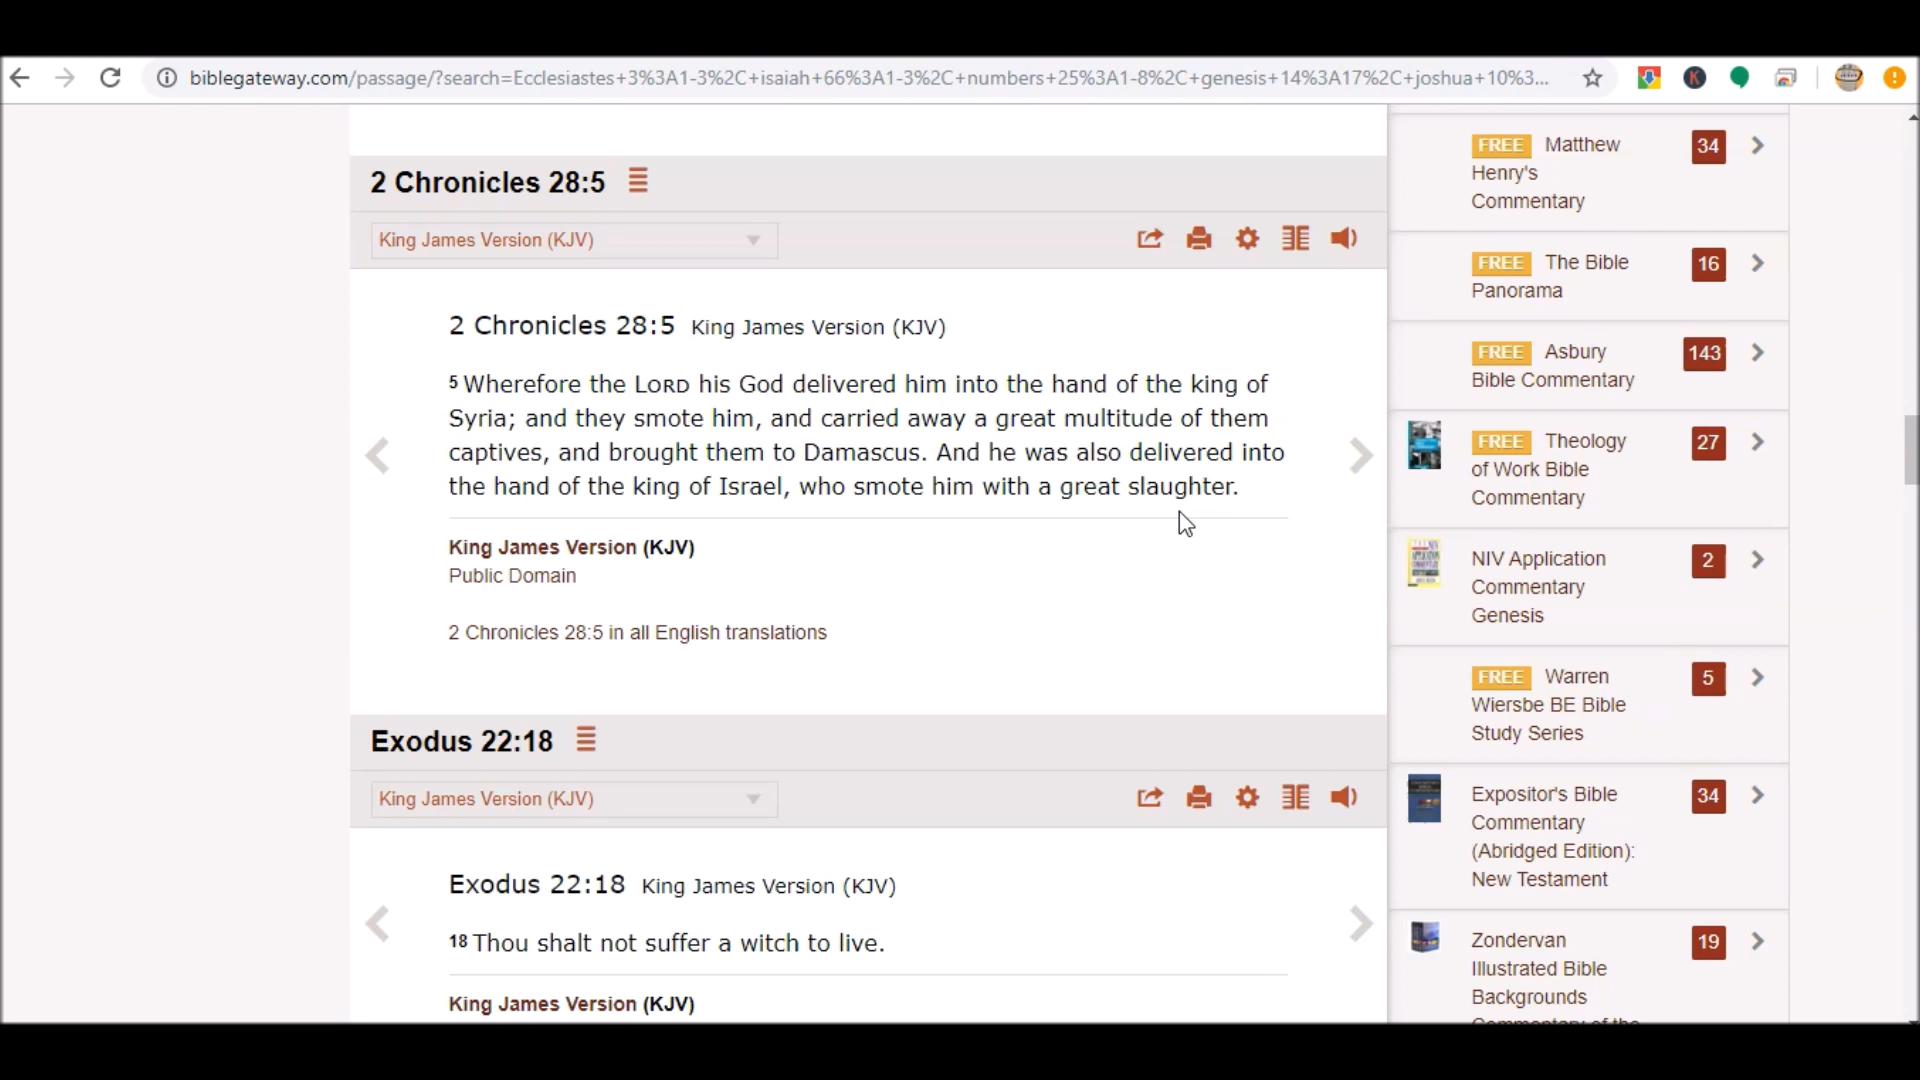 biblegateway.com/passage/?search=Ecclesiastes+3%3A1-3%2C+isaiah+66%3A1-3%2C+numbers+25%3A1-8%2C+genesis+14%3A17%2C+joshua+10%3...
2 Chronicles 28:5
King James Version (KJV)
2 Chronicles 28:5 King James Version (KJV)
5 Wherefore the LORD his God delivered him into the hand of the king of
Syria; and they smote him, and carried away a great multitude of them
captives, and brought them to Damascus. And he was also delivered into
the hand of the king of Israel, who smote him with a great slaughter.
King James Version (KJV)
Public Domain
2 Chronicles 28:5 in all English translations
Exodus 22:18
King James Version (KJV)
Exodus 22:18 King James Version (KJV)
18 Thou shalt not suffer a witch to live.
King James Version (KJV)
FREE Matthew 34
Henry's
Commentary
FREE The Bible 16
Panorama
FREE Asbury 143
Bible Commentary
FREE Theology 27
of Work Bible
Commentary
NIV Application 2
Commentary
Genesis
FREE Warren 5
Wiersbe BE Bible
Study Series
Expositor's Bible 34
Commentary
(Abridged Edition):
New Testament
Zondervan 19
Illustrated Bible
Backgrounds
Commentary of the